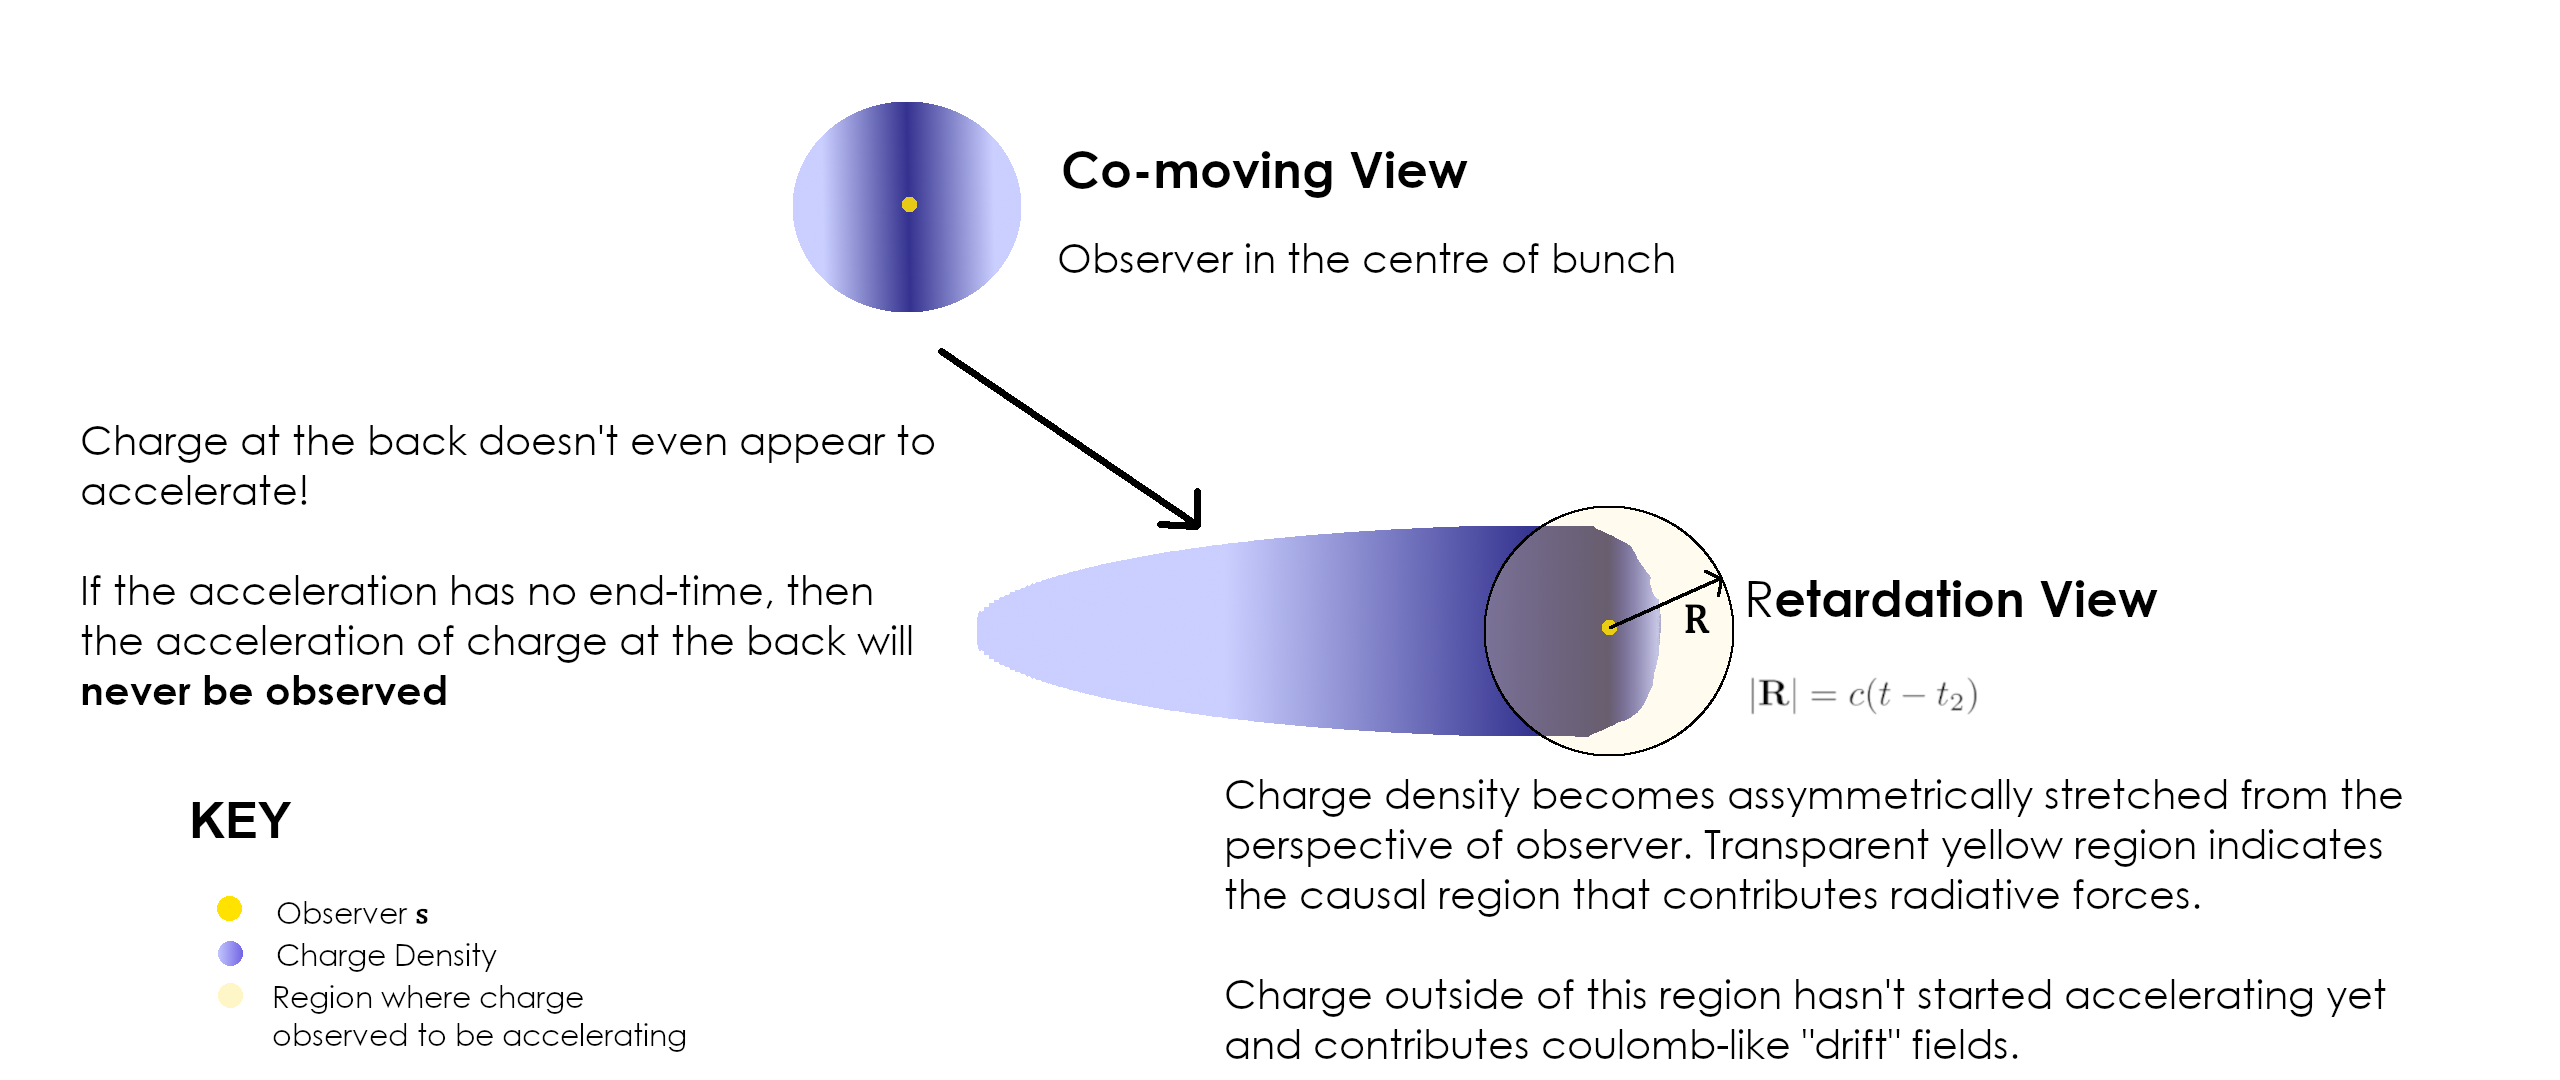 Co-moving View
Observer in the centre of bunch
Charge at the back doesn't even appear to
accelerate!
If the acceleration has no end-time, then
the acceleration of charge at the back will
never be observed
R
Retardation View
|R| = c(t − t₂)
Charge density becomes assymmetrically stretched from the
perspective of observer. Transparent yellow region indicates
the causal region that contributes radiative forces.
Charge outside of this region hasn't started accelerating yet
and contributes coulomb-like "drift" fields.
KEY
Observer s
Charge Density
Region where charge
observed to be accelerating